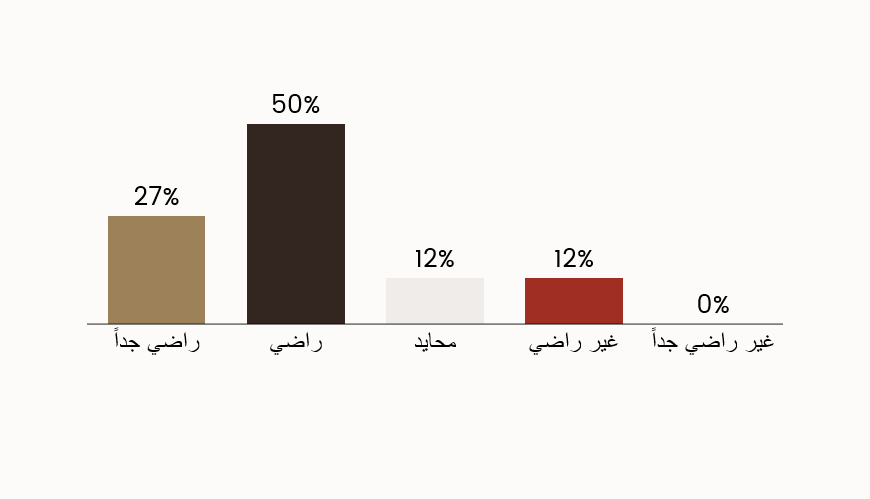 50%
27%
12%
12%
0%
راضي جداً
راضي
محايد
غير راضي
غير راضي جداً